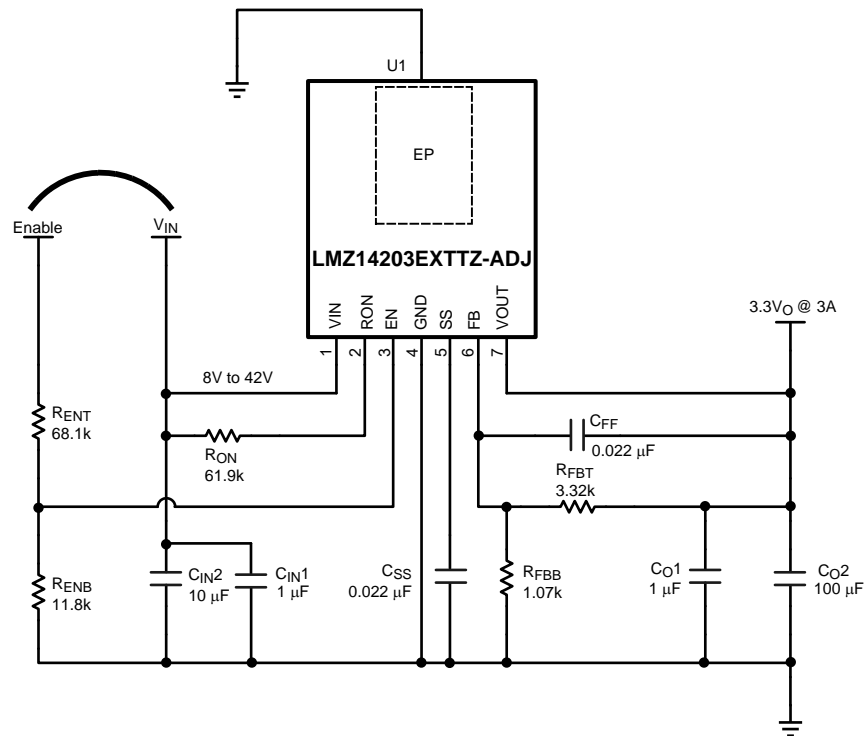 U1
EP
Enable
VIN
LMZ14203EXTTZ-ADJ
VIN
RON
EN
GND
SS
FB
VOUT
1
2
3
4
5
6
7
3.3VO @ 3A
8V to 42V
RENT
68.1k
RON
61.9k
CFF
0.022 μF
RFBT
3.32k
RENB
11.8k
CIN2
10 μF
CIN1
1 μF
CSS
0.022 μF
RFBB
1.07k
CO1
1 μF
CO2
100 μF